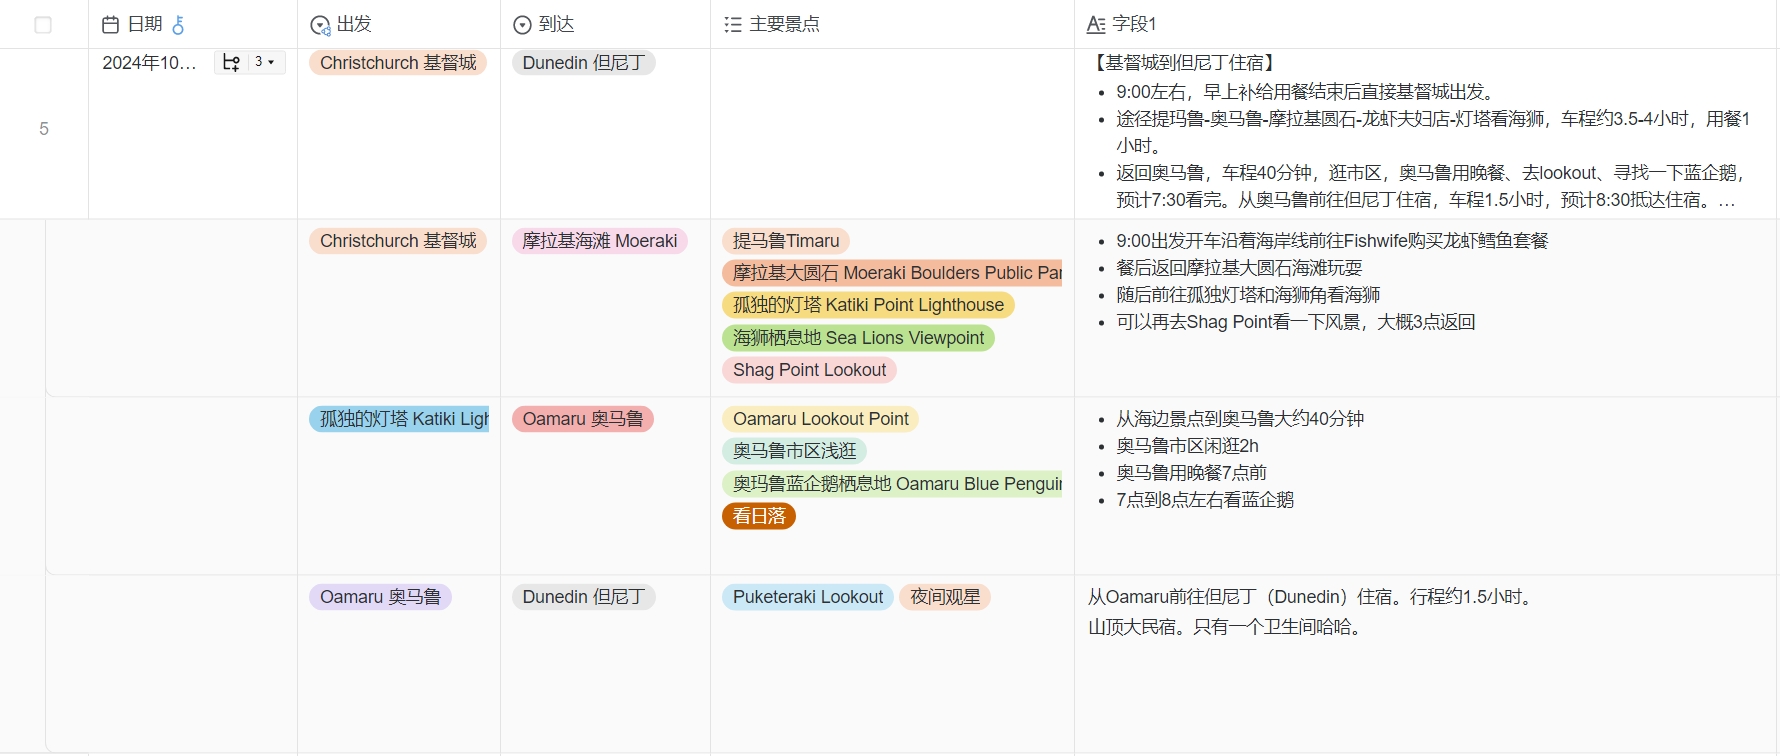 日期
出发
到达
主要景点
字段1
5
2024年10…
3
Christchurch 基督城
Dunedin 但尼丁
【基督城到但尼丁住宿】
• 9:00左右，早上补给用餐结束后直接基督城出发。
• 途径提玛鲁-奥马鲁-摩拉基圆石-龙虾夫妇店-灯塔看海狮，车程约3.5-4小时，用餐1
小时。
• 返回奥马鲁，车程40分钟，逛市区，奥马鲁用晚餐、去lookout、寻找一下蓝企鹅，
预计7:30看完。从奥马鲁前往但尼丁住宿，车程1.5小时，预计8:30抵达住宿。…
Christchurch 基督城
摩拉基海滩 Moeraki
提马鲁Timaru
摩拉基大圆石 Moeraki Boulders Public Par
孤独的灯塔 Katiki Point Lighthouse
海狮栖息地 Sea Lions Viewpoint
Shag Point Lookout
• 9:00出发开车沿着海岸线前往Fishwife购买龙虾鳕鱼套餐
• 餐后返回摩拉基大圆石海滩玩耍
• 随后前往孤独灯塔和海狮角看海狮
• 可以再去Shag Point看一下风景，大概3点返回
孤独的灯塔 Katiki Ligh
Oamaru 奥马鲁
Oamaru Lookout Point
奥马鲁市区浅逛
奥玛鲁蓝企鹅栖息地 Oamaru Blue Penguin
看日落
• 从海边景点到奥马鲁大约40分钟
• 奥马鲁市区闲逛2h
• 奥马鲁用晚餐7点前
• 7点到8点左右看蓝企鹅
Oamaru 奥马鲁
Dunedin 但尼丁
Puketeraki Lookout 夜间观星
从Oamaru前往但尼丁（Dunedin）住宿。行程约1.5小时。
山顶大民宿。只有一个卫生间哈哈。